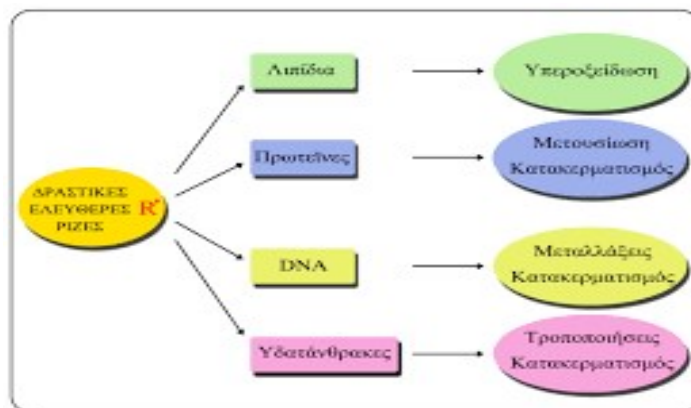 ΔΡΑΣΤΙΚΕΣ
ΕΛΕΥΘΕΡΕΣ R•
ΡΙΖΕΣ
Λιπίδια
Υπεροξείδωση
Πρωτεΐνες
Μετουσίωση
Κατακερματισμός
DNA
Μεταλλάξεις
Κατακερματισμός
Υδατάνθρακες
Τροποποιήσεις
Κατακερματισμός